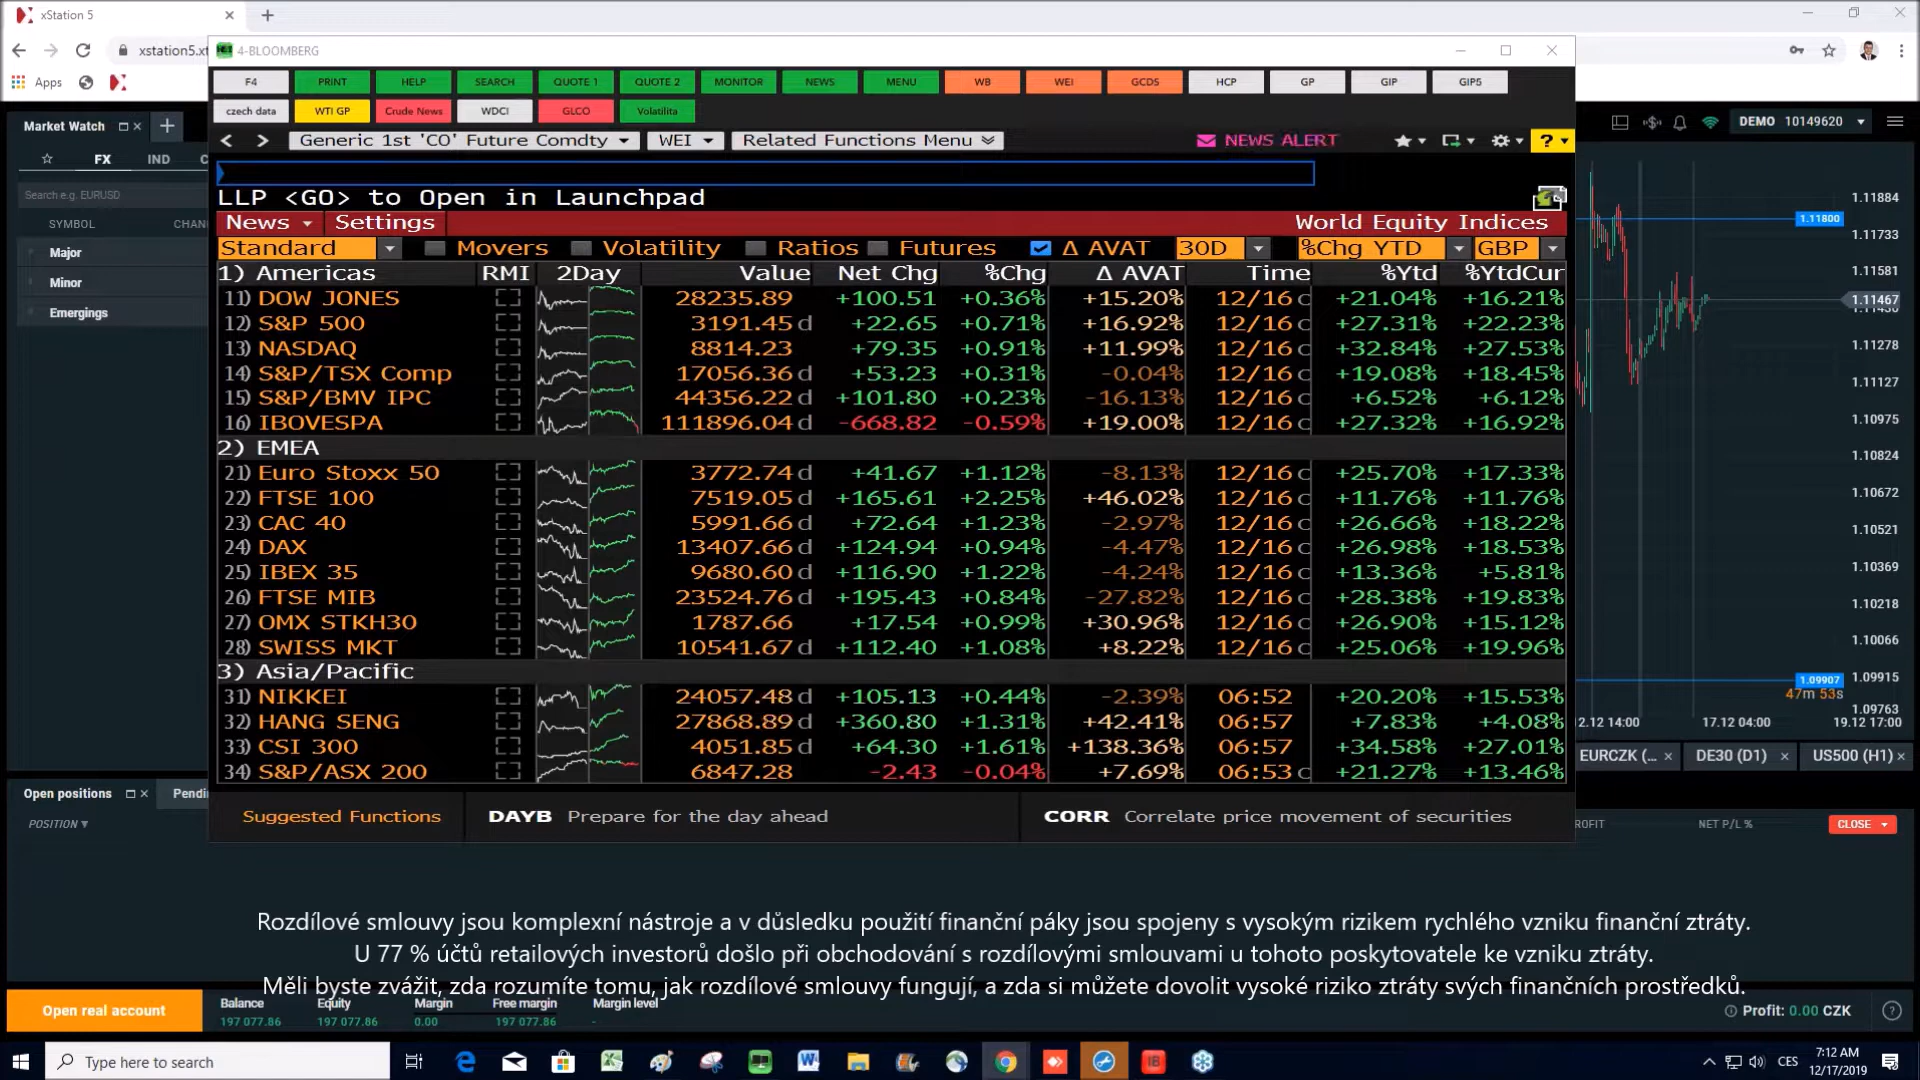 xStation 5
xstation5.xt
Apps
4-BLOOMBERG
F4 PRINT HELP SEARCH QUOTE 1 QUOTE 2 MONITOR NEWS MENU WB WEI GCDS HCP GP GIP GIP5
czech data WTI GP Crude News WDCI GLCO Volatilita
Generic 1st 'CO' Future Comdty WEI Related Functions Menu NEWS ALERT ?
LLP <GO> to Open in Launchpad
News Settings World Equity Indices
Standard Movers Volatility Ratios Futures Δ AVAT 30D %Chg YTD GBP
1) Americas RMI 2Day Value Net Chg %Chg Δ AVAT Time %Ytd %YtdCur
11) DOW JONES 28235.89 +100.51 +0.36% +15.20% 12/16 c +21.04% +16.21%
12) S&P 500 3191.45 d +22.65 +0.71% +16.92% 12/16 c +27.31% +22.23%
13) NASDAQ 8814.23 +79.35 +0.91% +11.99% 12/16 c +32.84% +27.53%
14) S&P/TSX Comp 17056.36 d +53.23 +0.31% -0.04% 12/16 c +19.08% +18.45%
15) S&P/BMV IPC 44356.22 d +101.80 +0.23% -16.13% 12/16 c +6.52% +6.12%
16) IBOVESPA 111896.04 d -668.82 -0.59% +19.00% 12/16 c +27.32% +16.92%
2) EMEA
21) Euro Stoxx 50 3772.74 d +41.67 +1.12% -8.13% 12/16 c +25.70% +17.33%
22) FTSE 100 7519.05 d +165.61 +2.25% +46.02% 12/16 c +11.76% +11.76%
23) CAC 40 5991.66 d +72.64 +1.23% -2.97% 12/16 c +26.66% +18.22%
24) DAX 13407.66 d +124.94 +0.94% -4.47% 12/16 c +26.98% +18.53%
25) IBEX 35 9680.60 d +116.90 +1.22% -4.24% 12/16 c +13.36% +5.81%
26) FTSE MIB 23524.76 d +195.43 +0.84% -27.82% 12/16 c +28.38% +19.83%
27) OMX STKH30 1787.66 +17.54 +0.99% +30.96% 12/16 c +26.90% +15.12%
28) SWISS MKT 10541.67 d +112.40 +1.08% +8.22% 12/16 c +25.06% +19.96%
3) Asia/Pacific
31) NIKKEI 24057.48 d +105.13 +0.44% -2.39% 06:52 +20.20% +15.53%
32) HANG SENG 27868.89 d +360.80 +1.31% +42.41% 06:57 +7.83% +4.08%
33) CSI 300 4051.85 d +64.30 +1.61% +138.36% 06:57 +34.58% +27.01%
34) S&P/ASX 200 6847.28 -2.43 -0.04% +7.69% 06:53 c +21.27% +13.46%
Suggested Functions DAYB Prepare for the day ahead CORR Correlate price movement of securities
Market Watch
FX IND C
Search e.g. EURUSD
SYMBOL CHAN
Major
Minor
Emergings
DEMO 10149620
1.11884
1.11800
1.11733
1.11581
1.11467
1.11430
1.11278
1.11127
1.10975
1.10824
1.10672
1.10521
1.10369
1.10218
1.10066
1.09915
1.09907
47m 53s
1.09763
2.12 14:00 17.12 04:00 19.12 17:00
EURCZK (... DE30 (D1) US500 (H1)
Open positions Pendi
POSITION ROFIT NET P/L % CLOSE
Rozdílové smlouvy jsou komplexní nástroje a v důsledku použití finanční páky jsou spojeny s vysokým rizikem rychlého vzniku finanční ztráty.
U 77 % účtů retailových investorů došlo při obchodování s rozdílovými smlouvami u tohoto poskytovatele ke vzniku ztráty.
Měli byste zvážit, zda rozumíte tomu, jak rozdílové smlouvy fungují, a zda si můžete dovolit vysoké riziko ztráty svých finančních prostředků.
Open real account
Balance Equity Margin Free margin Margin level
197 077.86 197 077.86 0.00 197 077.86 -
Profit: 0.00 CZK
Type here to search
CES
7:12 AM
12/17/2019